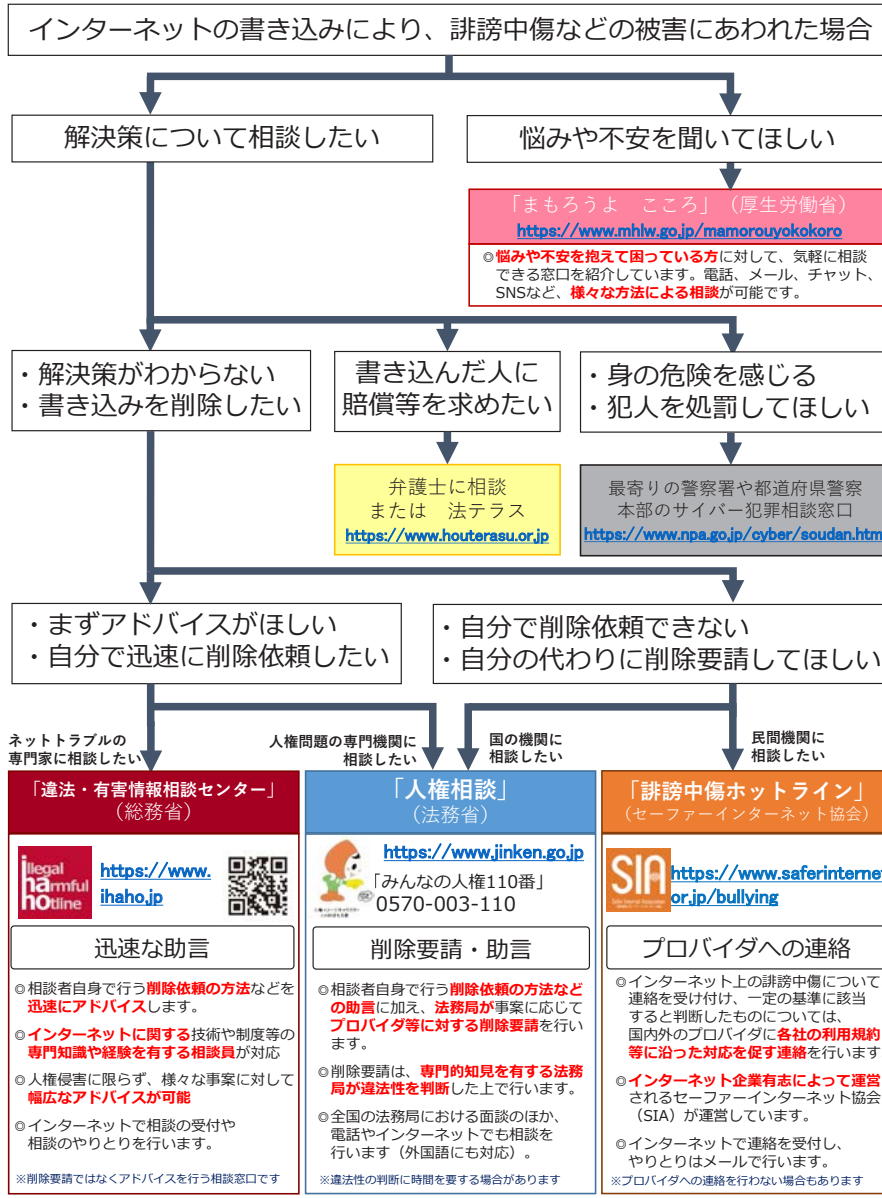 インターネットの書き込みにより、誹謗中傷などの被害にあわれた場合
解決策について相談したい
悩みや不安を聞いてほしい
「まもろうよ　こころ」（厚生労働省）
https://www.mhlw.go.jp/mamorouyokokoro
◎悩みや不安を抱えて困っている方に対して、気軽に相談
できる窓口を紹介しています。電話、メール、チャット、
SNSなど、様々な方法による相談が可能です。
・解決策がわからない
・書き込みを削除したい
書き込んだ人に
賠償等を求めたい
・身の危険を感じる
・犯人を処罰してほしい
弁護士に相談
または　法テラス
https://www.houterasu.or.jp
最寄りの警察署や都道府県警察
本部のサイバー犯罪相談窓口
https://www.npa.go.jp/cyber/soudan.htm
・まずアドバイスがほしい
・自分で迅速に削除依頼したい
・自分で削除依頼できない
・自分の代わりに削除要請してほしい
ネットトラブルの
専門家に相談したい
人権問題の専門機関に
相談したい
国の機関に
相談したい
民間機関に
相談したい
「違法・有害情報相談センター」
（総務省）
illegal
harmful
hotline
https://www.
ihaho.jp
迅速な助言
◎相談者自身で行う削除依頼の方法などを
迅速にアドバイスします。
◎インターネットに関する技術や制度等の
専門知識や経験を有する相談員が対応
◎人権侵害に限らず、様々な事案に対して
幅広なアドバイスが可能
◎インターネットで相談の受付や
相談のやりとりを行います。
※削除要請ではなくアドバイスを行う相談窓口です
「人権相談」
（法務省）
https://www.jinken.go.jp
「みんなの人権110番」
0570-003-110
削除要請・助言
◎相談者自身で行う削除依頼の方法など
の助言に加え、法務局が事案に応じて
プロバイダ等に対する削除要請を行い
ます。
◎削除要請は、専門的知見を有する法務
局が違法性を判断した上で行います。
◎全国の法務局における面談のほか、
電話やインターネットでも相談を
行います（外国語にも対応）。
※違法性の判断に時間を要する場合があります
「誹謗中傷ホットライン」
（セーファーインターネット協会）
SIA
https://www.saferinternet
or.jp/bullying
プロバイダへの連絡
◎インターネット上の誹謗中傷について
連絡を受け付け、一定の基準に該当
すると判断したものについては、
国内外のプロバイダに各社の利用規約
等に沿った対応を促す連絡を行います
◎インターネット企業有志によって運営
されるセーファーインターネット協会
（SIA）が運営しています。
◎インターネットで連絡を受付し、
やりとりはメールで行います。
※プロバイダへの連絡を行わない場合もあります